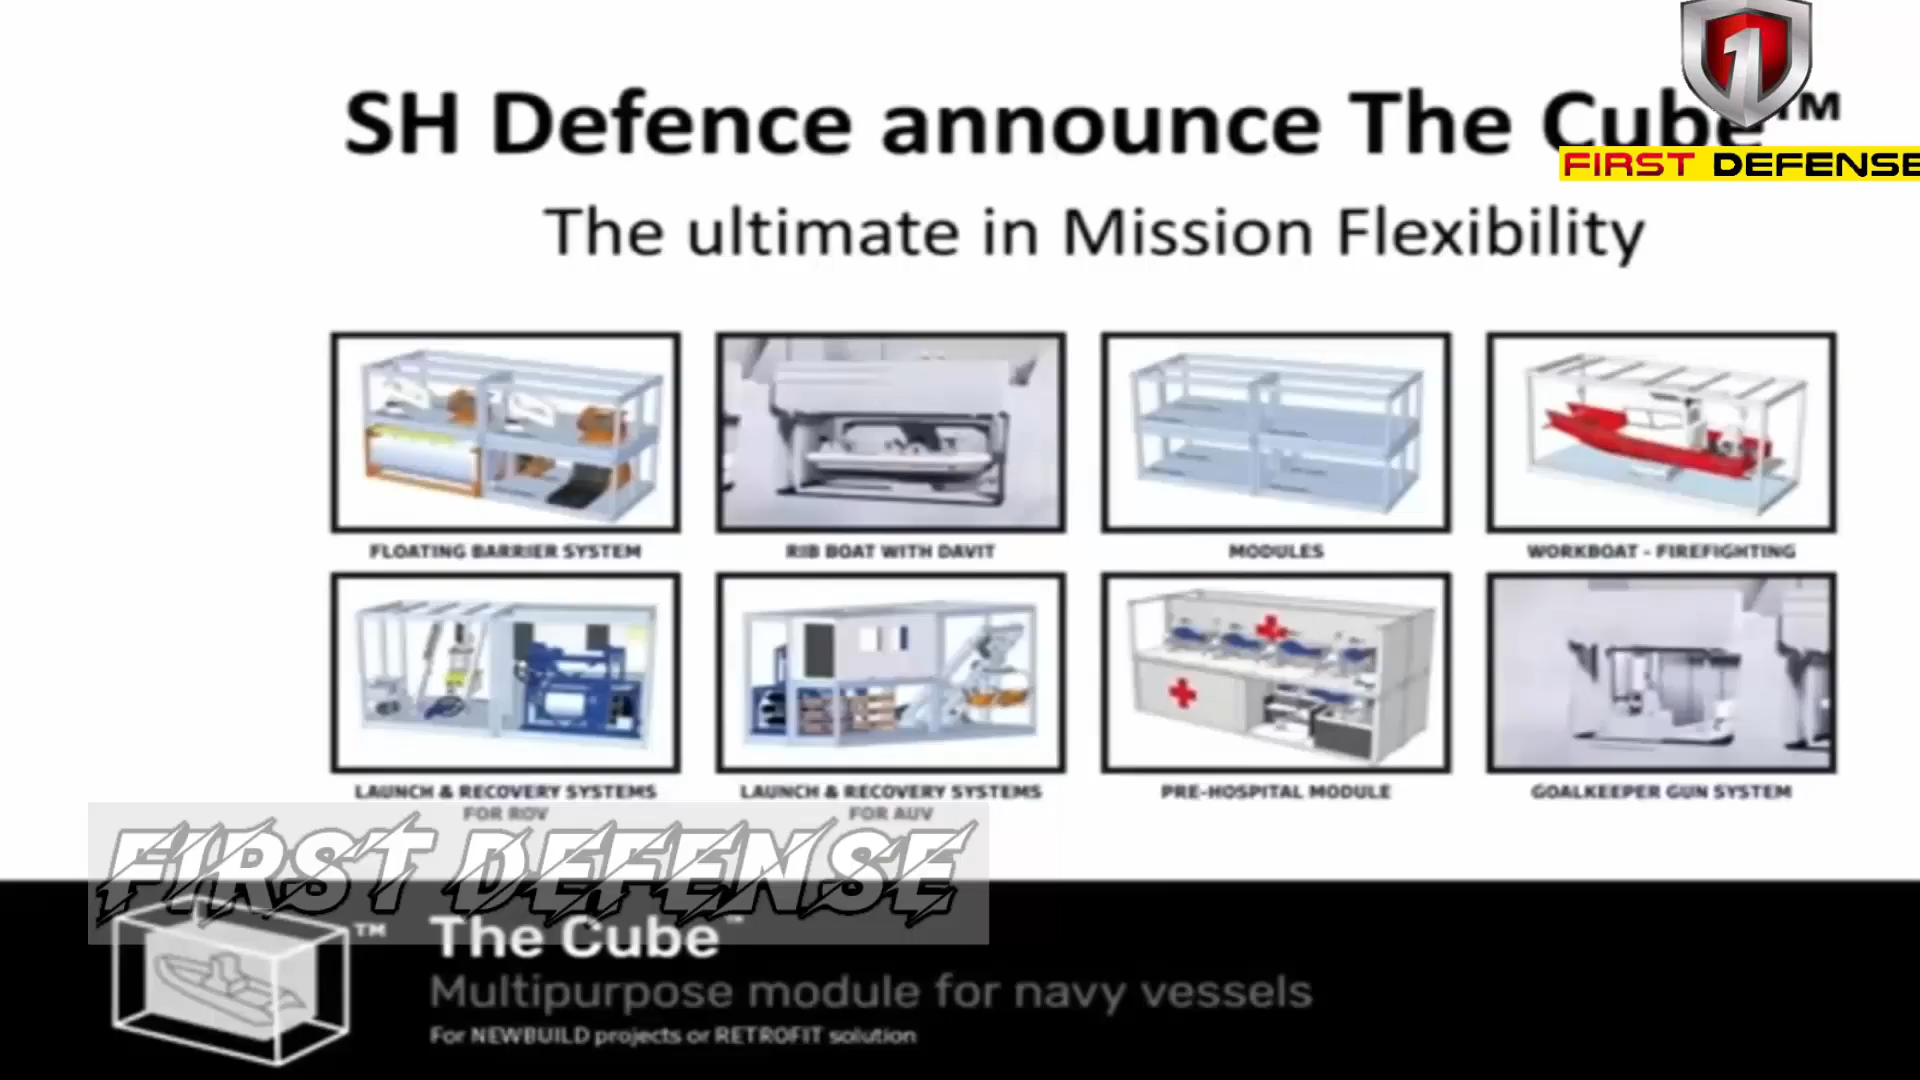 SH Defence announce The Cube™
FIRST DEFENSE
The ultimate in Mission Flexibility
FLOATING BARRIER SYSTEM
RIB BOAT WITH DAVIT
MODULES
WORKBOAT - FIREFIGHTING
LAUNCH & RECOVERY SYSTEMS
FOR ROV
LAUNCH & RECOVERY SYSTEMS
FOR AUV
PRE-HOSPITAL MODULE
GOALKEEPER GUN SYSTEM
FIRST DEFENSE
™
The Cube™
Multipurpose module for navy vessels
For NEWBUILD projects or RETROFIT solution